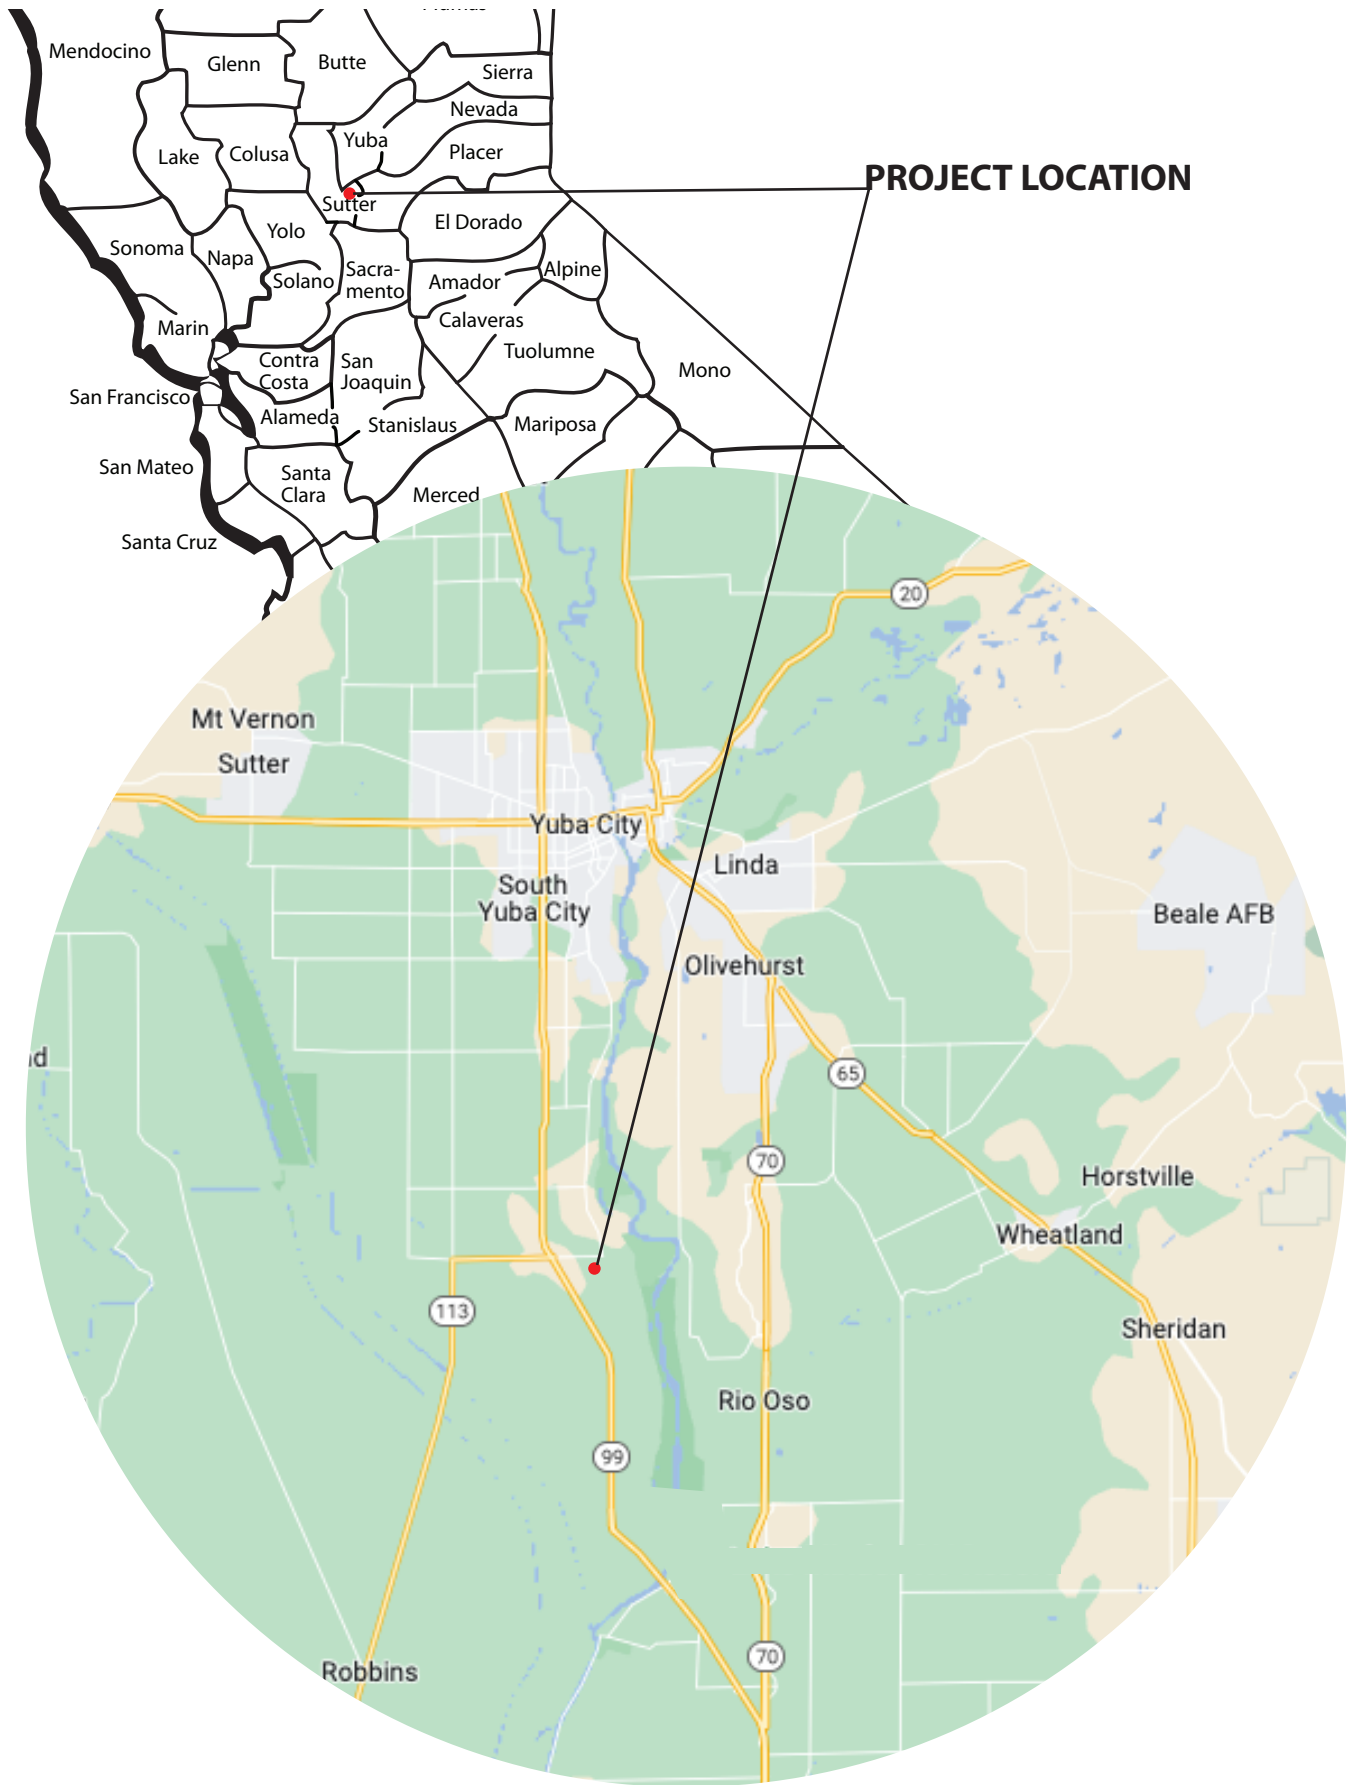 Mendocino
Glenn
Butte
Sierra
Nevada
Yuba
Placer
Lake
Colusa
PROJECT LOCATION
Sutter
El Dorado
Yolo
Sonoma
Napa
Solano
Sacra-
mento
Amador
Alpine
Marin
Calaveras
Contra
Costa
San
Joaquin
Tuolumne
Mono
San Francisco
Alameda
Stanislaus
Mariposa
San Mateo
Santa
Clara
Merced
Santa Cruz
20
Mt Vernon
Sutter
Yuba City
Linda
South
Yuba City
Beale AFB
Olivehurst
65
70
Horstville
Wheatland
113
Sheridan
Rio Oso
99
70
Robbins